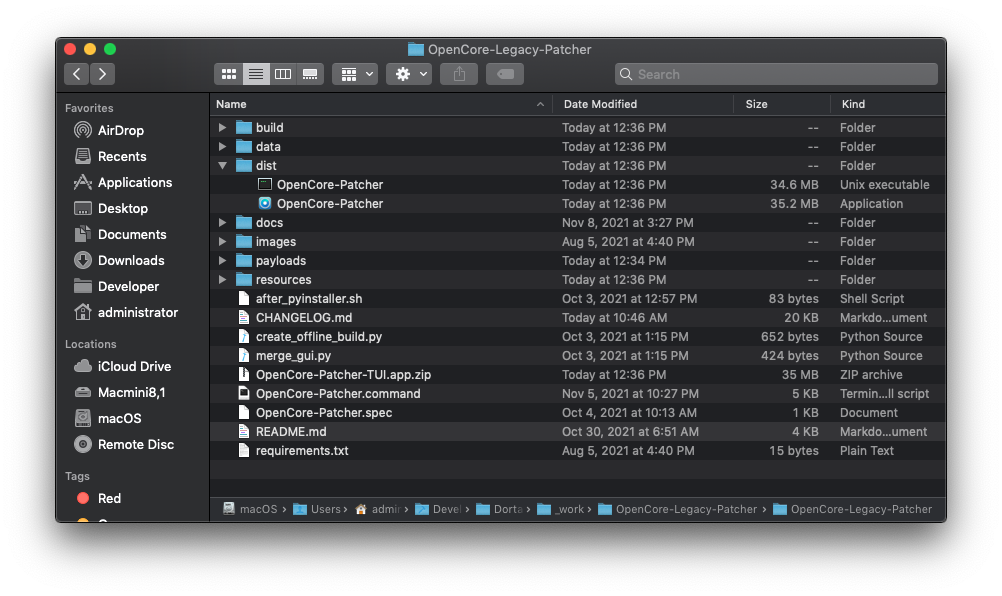 OpenCore-Legacy-Patcher
Search
Favorites
AirDrop
Recents
Applications
Desktop
Documents
Downloads
Developer
administrator
Locations
iCloud Drive
Macmini8,1
macOS
Remote Disc
Tags
Red
Name Date Modified Size Kind
build Today at 12:36 PM -- Folder
data Today at 12:36 PM -- Folder
dist Today at 12:36 PM -- Folder
OpenCore-Patcher Today at 12:36 PM 34.6 MB Unix executable
OpenCore-Patcher Today at 12:36 PM 35.2 MB Application
docs Nov 8, 2021 at 3:27 PM -- Folder
images Aug 5, 2021 at 4:40 PM -- Folder
payloads Today at 12:34 PM -- Folder
resources Today at 12:36 PM -- Folder
after_pyinstaller.sh Oct 3, 2021 at 12:57 PM 83 bytes Shell Script
CHANGELOG.md Today at 10:46 AM 20 KB Markdo...ument
create_offline_build.py Oct 3, 2021 at 1:15 PM 652 bytes Python Source
merge_gui.py Oct 3, 2021 at 1:15 PM 424 bytes Python Source
OpenCore-Patcher-TUI.app.zip Today at 12:36 PM 35 MB ZIP archive
OpenCore-Patcher.command Nov 5, 2021 at 10:27 PM 5 KB Termin...ll script
OpenCore-Patcher.spec Oct 4, 2021 at 10:13 AM 1 KB Document
README.md Oct 30, 2021 at 6:51 AM 4 KB Markdo...ument
requirements.txt Aug 5, 2021 at 4:40 PM 15 bytes Plain Text
macOS › Users › admir › Devel › Dorta › _work › OpenCore-Legacy-Patcher › OpenCore-Legacy-Patcher